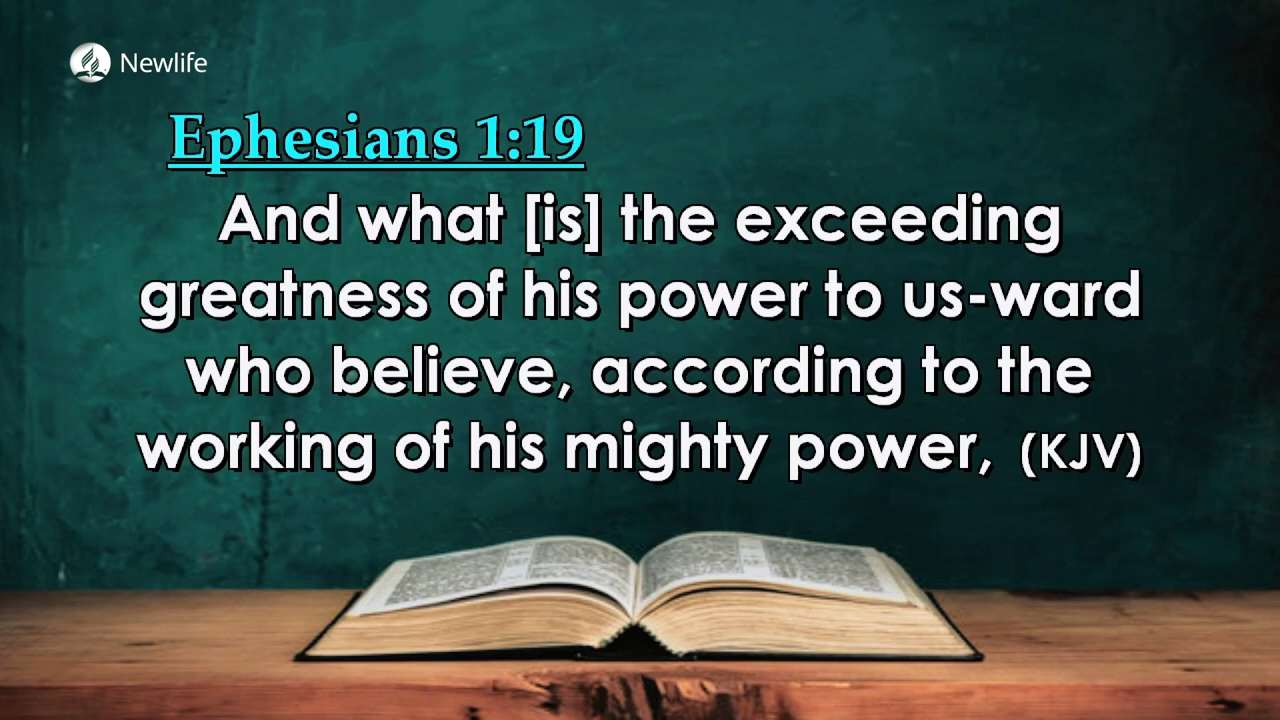 Newlife
Ephesians 1:19
And what [is] the exceeding
greatness of his power to us-ward
who believe, according to the
working of his mighty power, (KJV)